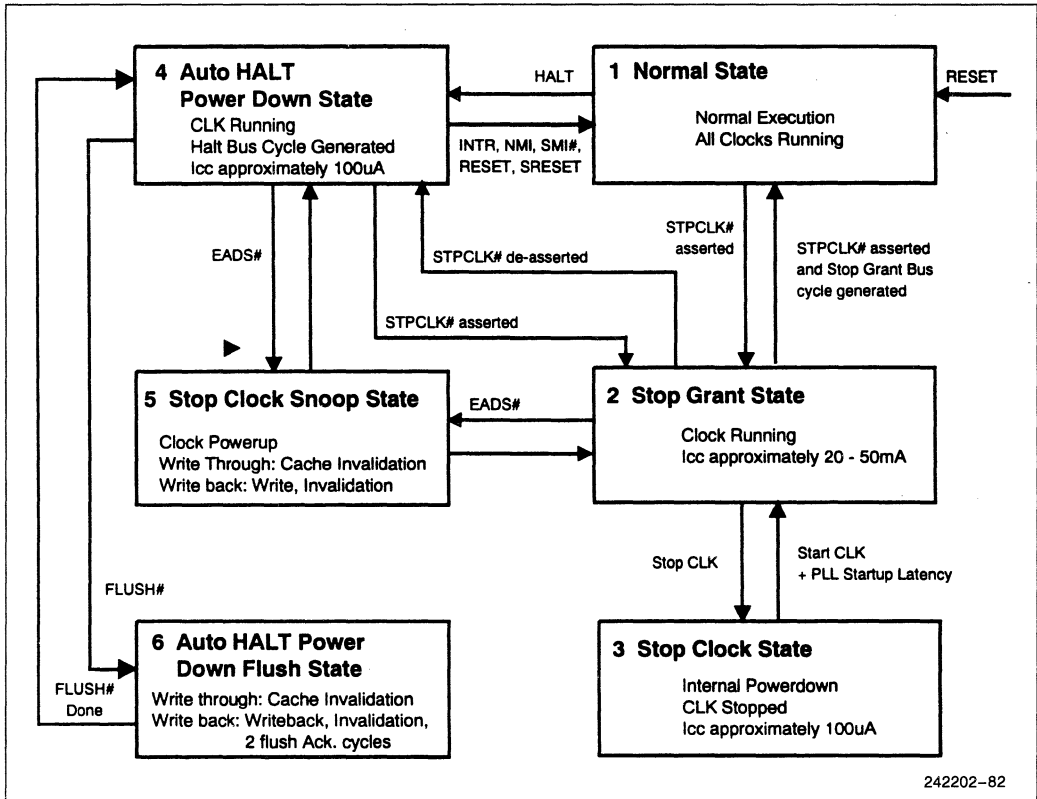 4 Auto HALT
Power Down State
CLK Running
Halt Bus Cycle Generated
Icc approximately 100uA
HALT
INTR, NMI, SMI#,
RESET, SRESET
1 Normal State
Normal Execution
All Clocks Running
RESET
EADS#
STPCLK# de-asserted
STPCLK# asserted
STPCLK#
asserted
STPCLK# asserted
and Stop Grant Bus
cycle generated
5 Stop Clock Snoop State
Clock Powerup
Write Through: Cache Invalidation
Write back: Write, Invalidation
EADS#
2 Stop Grant State
Clock Running
Icc approximately 20 - 50mA
Stop CLK
Start CLK
+ PLL Startup Latency
FLUSH#
FLUSH#
Done
6 Auto HALT Power
Down Flush State
Write through: Cache Invalidation
Write back: Writeback, Invalidation,
2 flush Ack. cycles
3 Stop Clock State
Internal Powerdown
CLK Stopped
Icc approximately 100uA
242202-82